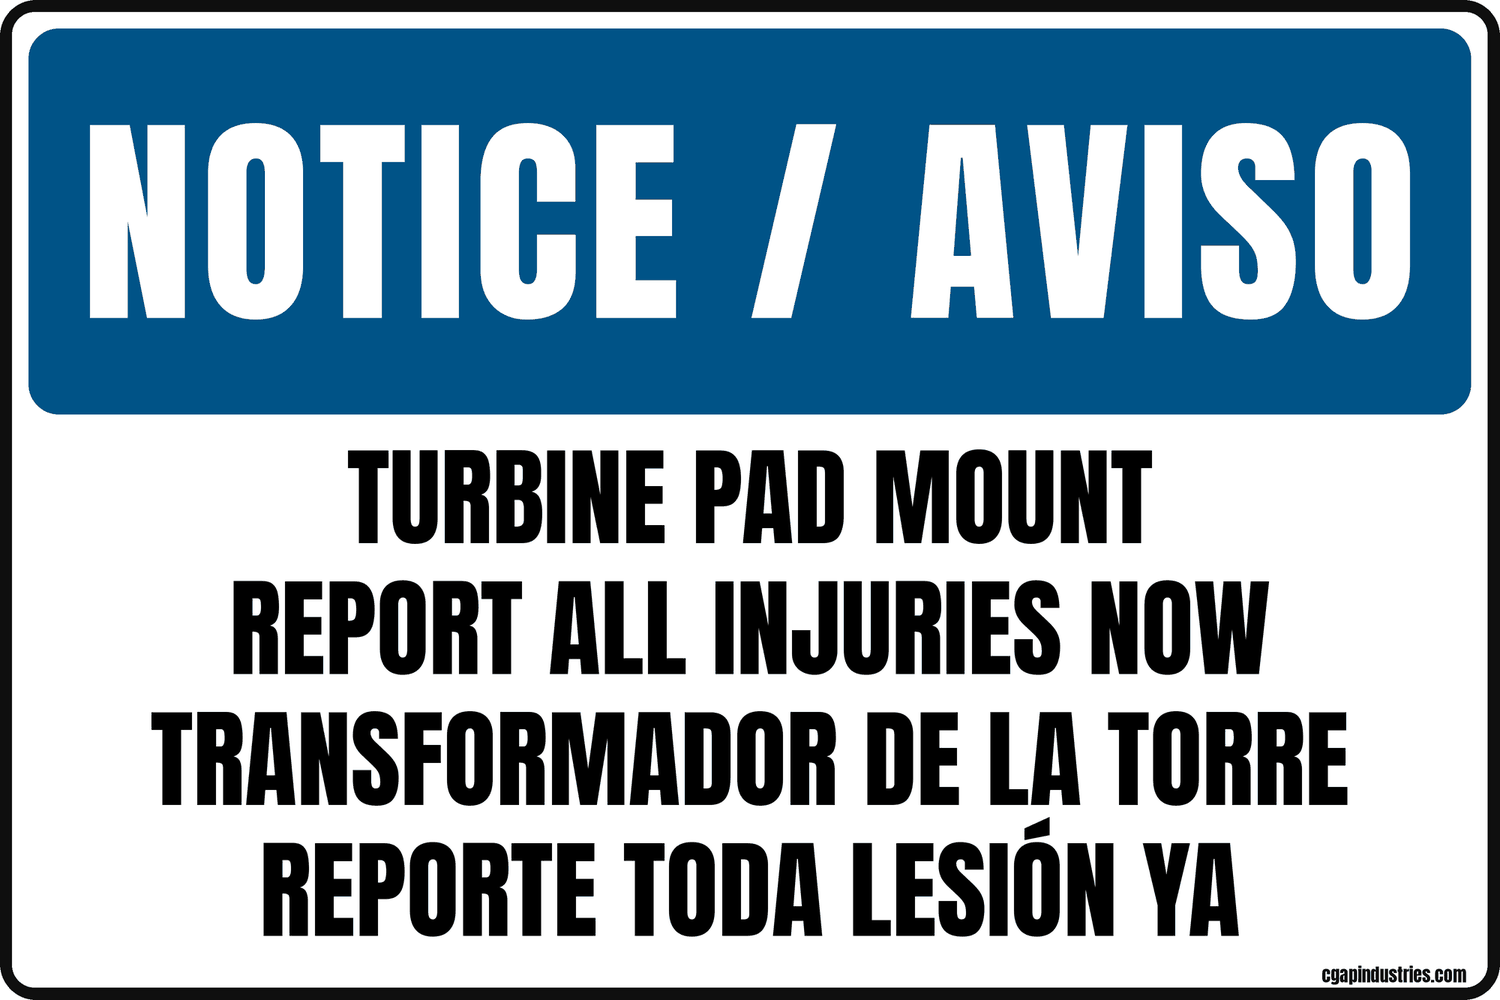 NOTICE / AVISO
TURBINE PAD MOUNT
REPORT ALL INJURIES NOW
TRANSFORMADOR DE LA TORRE
REPORTE TODA LESIÓN YA
cgapindustries.com